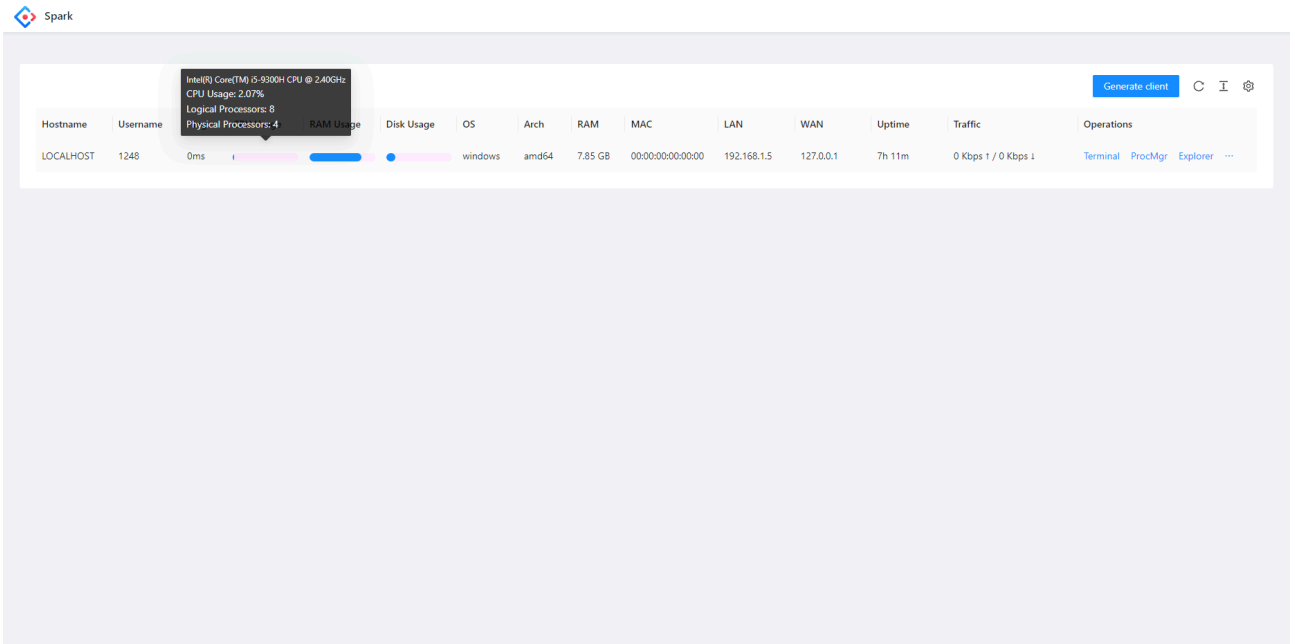 Spark
Intel(R) Core(TM) i5-9300H CPU @ 2.40GHz
CPU Usage: 2.07%
Logical Processors: 8
Physical Processors: 4
Generate client
Hostname Username RAM Usage Disk Usage OS Arch RAM MAC LAN WAN Uptime Traffic Operations
LOCALHOST 1248 0ms windows amd64 7.85 GB 00:00:00:00:00:00 192.168.1.5 127.0.0.1 7h 11m 0 Kbps ↑ / 0 Kbps ↓ Terminal ProcMgr Explorer ···